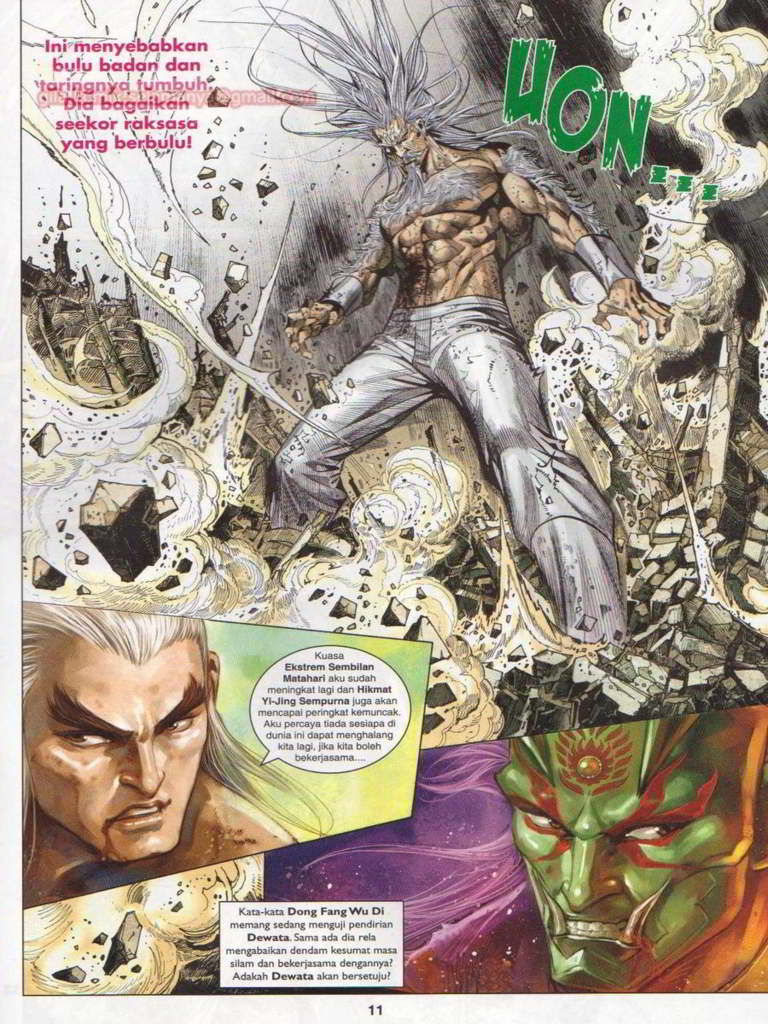 Ini menyebabkan
bulu badan dan
taringnya tumbuh.
Dia bagaikan
seekor raksasa
yang berbulu!
UON...
Kuasa
Ekstrem Sembilan
Matahari aku sudah
meningkat lagi dan Hikmat
YI-Jing Sempurna juga akan
mencapai peringkat kemuncak.
Aku percaya tiada sesiapa di
dunia ini dapat menghalang
kita lagi, jika kita boleh
bekerjasama....
Kata-kata Dong Fang Wu Di
memang sedang menguji pendirian
Dewata. Sama ada dia rela
mengabaikan dendam kesumat masa
silam dan bekerjasama dengannya?
Adakah Dewata akan bersetuju?
11